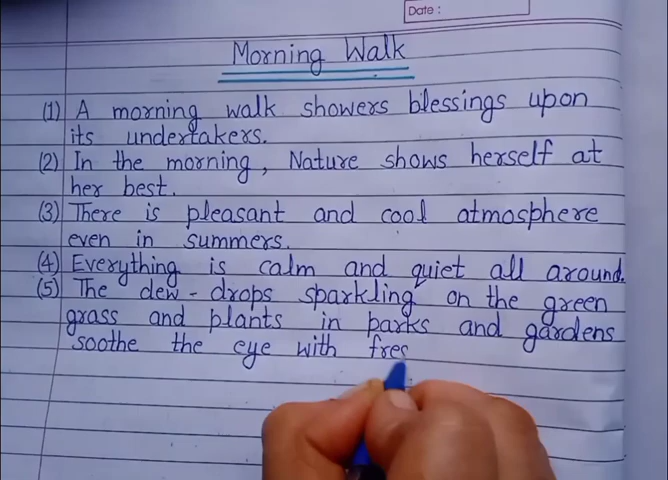 Date :
Morning Walk
(1) A morning walk showers blessings upon
its undertakers.
(2) In the morning, Nature shows herself at
her best.
(3) There is pleasant and cool atmosphere
even in summers.
(4) Everything is calm and quiet all around.
(5) The dew-drops sparkling on the green
grass and plants in parks and gardens
soothe the eye with fres